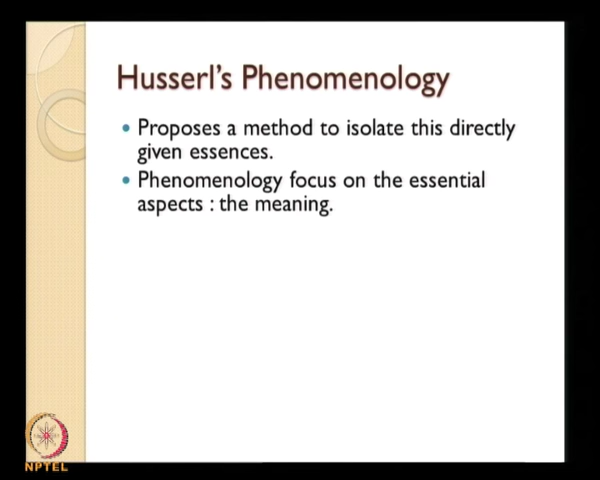 Husserl's Phenomenology
• Proposes a method to isolate this directly
given essences.
• Phenomenology focus on the essential
aspects : the meaning.
NPTEL